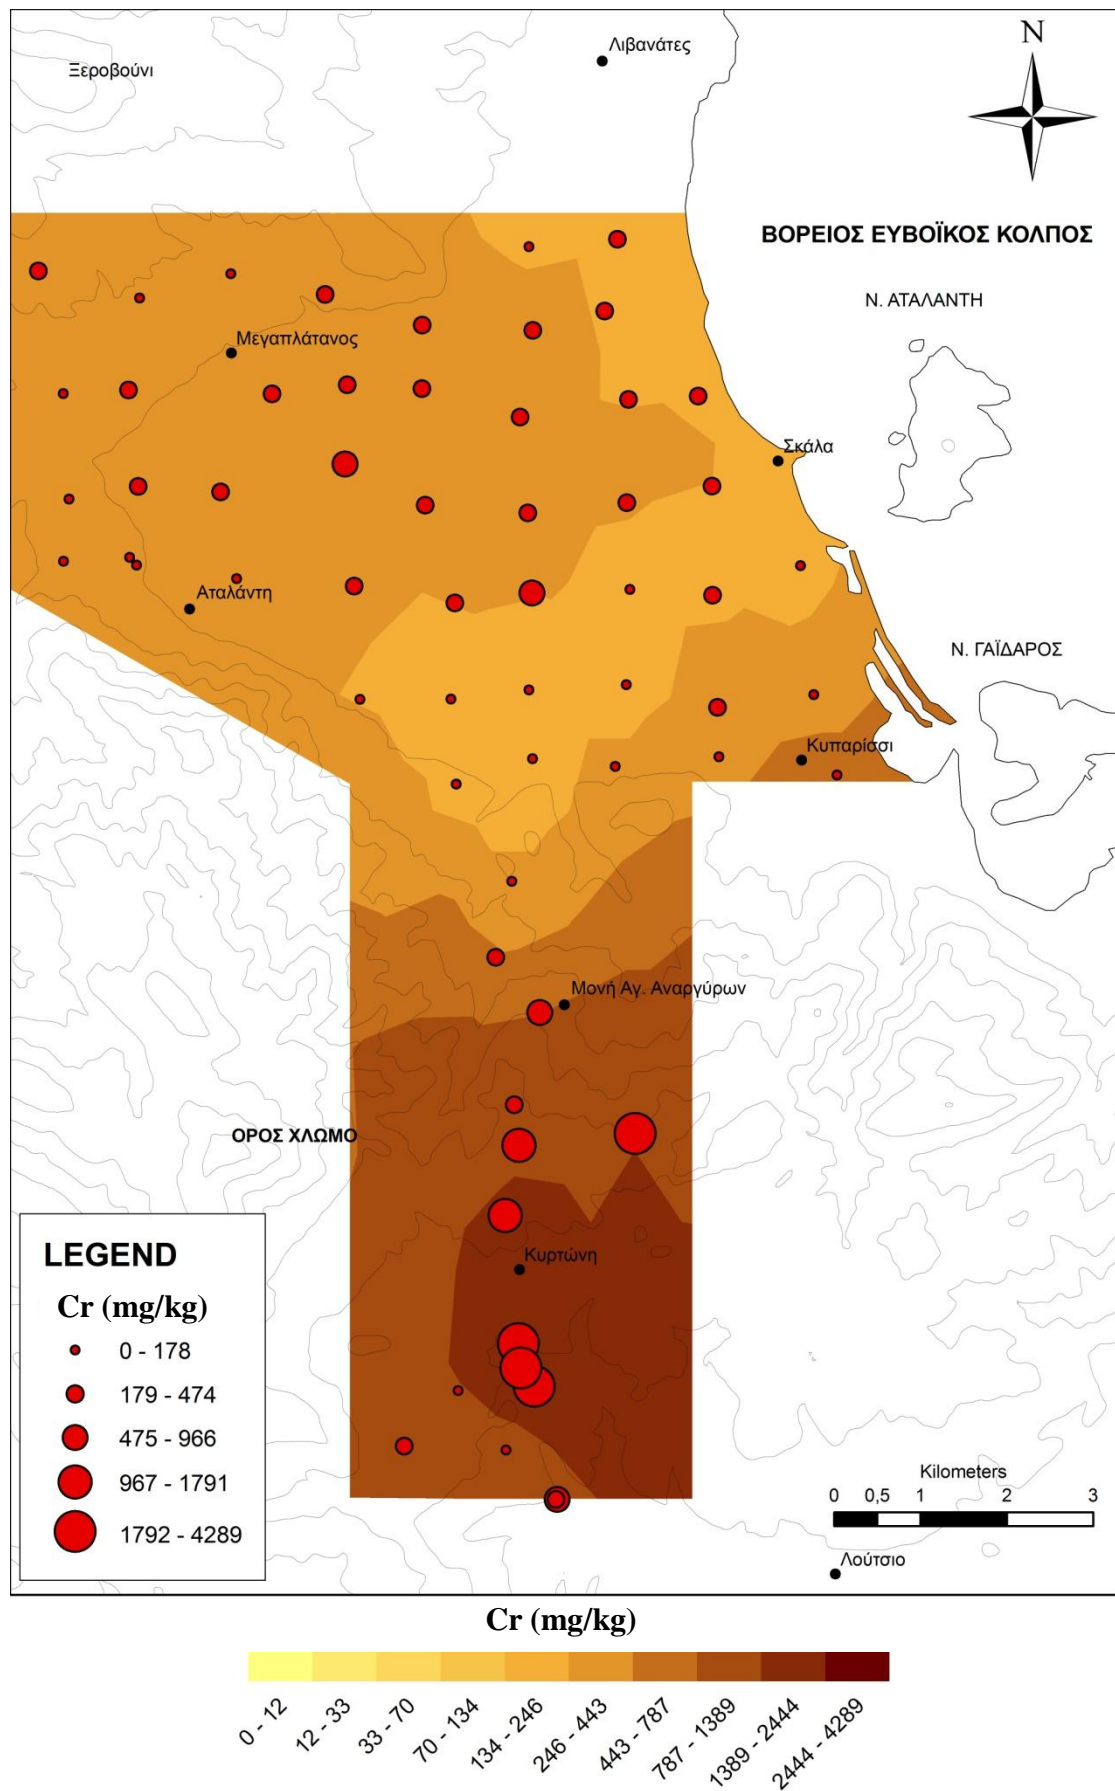 Λιβανάτες
Ξεροβούνι
N
ΒΟΡΕΙΟΣ ΕΥΒΟΪΚΟΣ ΚΟΛΠΟΣ
Ν. ΑΤΑΛΑΝΤΗ
Μεγαπλάτανος
Σκάλα
Αταλάντη
Ν. ΓΑΪΔΑΡΟΣ
Κυπαρίσσι
Μονή Αγ. Αναργύρων
ΟΡΟΣ ΧΛΩΜΟ
Κυρτώνη
LEGEND
Cr (mg/kg)
0 - 178
179 - 474
475 - 966
967 - 1791
1792 - 4289
Kilometers
0 0,5 1 2 3
Λούτσιο
Cr (mg/kg)
0 - 12
12 - 33
33 - 70
70 - 134
134 - 246
246 - 443
443 - 787
787 - 1389
1389 - 2444
2444 - 4289